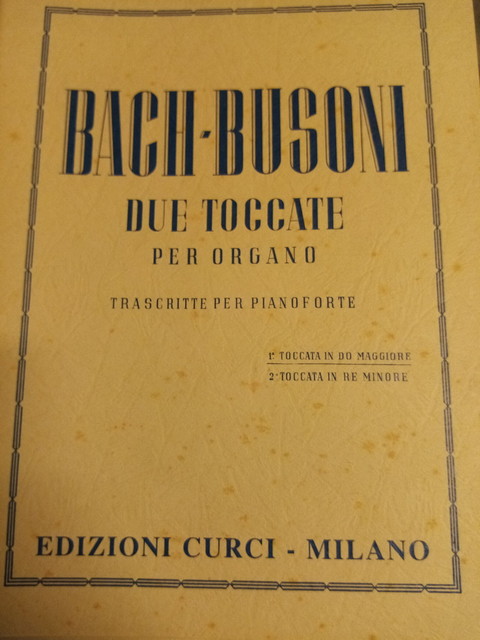 BACH-BUSONI
DUE TOCCATE
PER ORGANO
TRASCRITTE PER PIANOFORTE
1ª TOCCATA IN DO MAGGIORE
2ª TOCCATA IN RE MINORE
EDIZIONI CURCI - MILANO